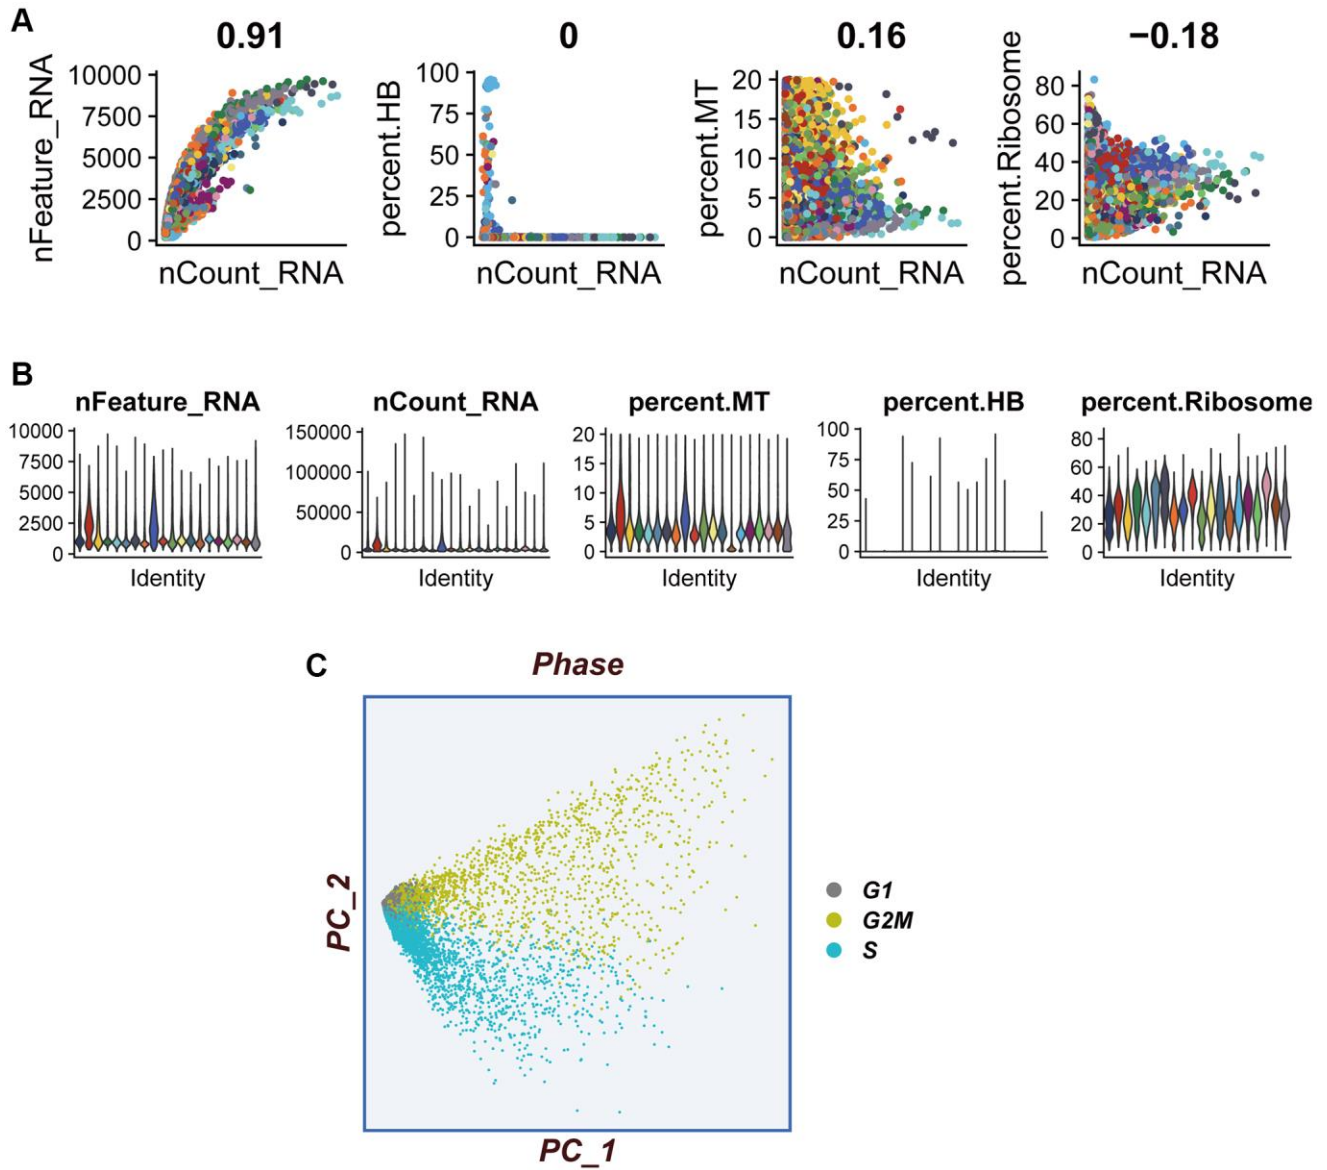 A
0.91
0
0.16
−0.18
nFeature_RNA
10000
7500
5000
2500
0
nCount_RNA
percent.HB
100
75
50
25
0
nCount_RNA
percent.MT
20
15
10
5
0
nCount_RNA
percent.Ribosome
80
60
40
20
0
nCount_RNA
B
nFeature_RNA
10000
7500
5000
2500
0
Identity
nCount_RNA
150000
100000
50000
0
Identity
percent.MT
20
15
10
5
0
Identity
percent.HB
100
75
50
25
0
Identity
percent.Ribosome
80
60
40
20
0
Identity
C
Phase
PC_2
PC_1
G1
G2M
S